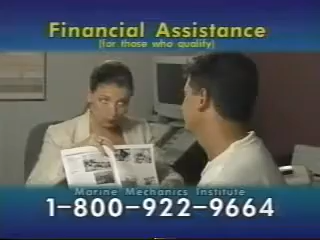 Financial Assistance
(for those who qualify)
Marine Mechanics Institute
1-800-922-9664